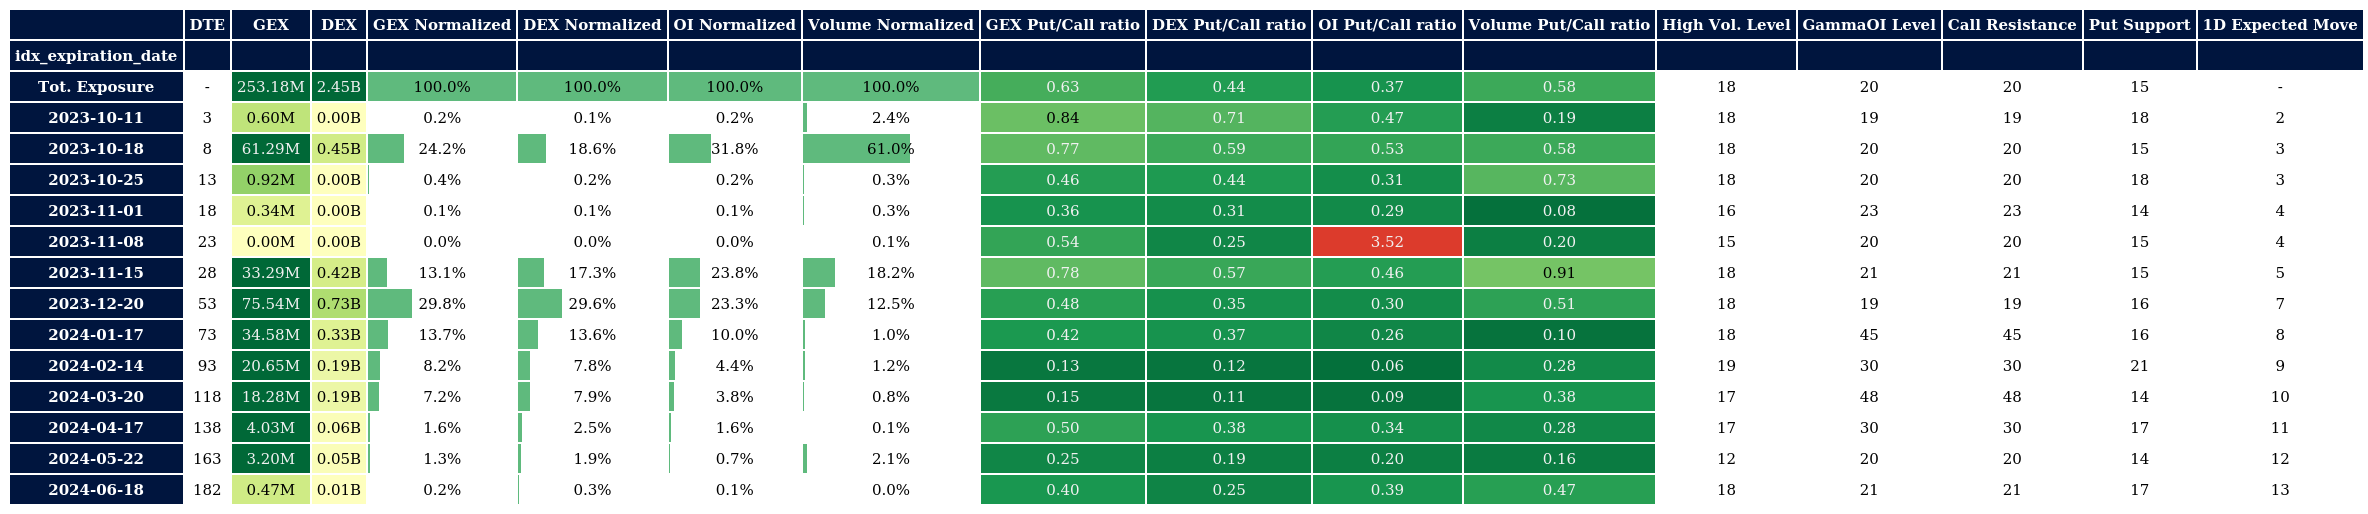 DTE GEX DEX GEX Normalized DEX Normalized OI Normalized Volume Normalized GEX Put/Call ratio DEX Put/Call ratio OI Put/Call ratio Volume Put/Call ratio High Vol. Level GammaOI Level Call Resistance Put Support 1D Expected Move
idx_expiration_date
Tot. Exposure - 253.18M 2.45B 100.0% 100.0% 100.0% 100.0% 0.63 0.44 0.37 0.58 18 20 20 15 -
2023-10-11 3 0.60M 0.00B 0.2% 0.1% 0.2% 2.4% 0.84 0.71 0.47 0.19 18 19 19 18 2
2023-10-18 8 61.29M 0.45B 24.2% 18.6% 31.8% 61.0% 0.77 0.59 0.53 0.58 18 20 20 15 3
2023-10-25 13 0.92M 0.00B 0.4% 0.2% 0.2% 0.3% 0.46 0.44 0.31 0.73 18 20 20 18 3
2023-11-01 18 0.34M 0.00B 0.1% 0.1% 0.1% 0.3% 0.36 0.31 0.29 0.08 16 23 23 14 4
2023-11-08 23 0.00M 0.00B 0.0% 0.0% 0.0% 0.1% 0.54 0.25 3.52 0.20 15 20 20 15 4
2023-11-15 28 33.29M 0.42B 13.1% 17.3% 23.8% 18.2% 0.78 0.57 0.46 0.91 18 21 21 15 5
2023-12-20 53 75.54M 0.73B 29.8% 29.6% 23.3% 12.5% 0.48 0.35 0.30 0.51 18 19 19 16 7
2024-01-17 73 34.58M 0.33B 13.7% 13.6% 10.0% 1.0% 0.42 0.37 0.26 0.10 18 45 45 16 8
2024-02-14 93 20.65M 0.19B 8.2% 7.8% 4.4% 1.2% 0.13 0.12 0.06 0.28 19 30 30 21 9
2024-03-20 118 18.28M 0.19B 7.2% 7.9% 3.8% 0.8% 0.15 0.11 0.09 0.38 17 48 48 14 10
2024-04-17 138 4.03M 0.06B 1.6% 2.5% 1.6% 0.1% 0.50 0.38 0.34 0.28 17 30 30 17 11
2024-05-22 163 3.20M 0.05B 1.3% 1.9% 0.7% 2.1% 0.25 0.19 0.20 0.16 12 20 20 14 12
2024-06-18 182 0.47M 0.01B 0.2% 0.3% 0.1% 0.0% 0.40 0.25 0.39 0.47 18 21 21 17 13